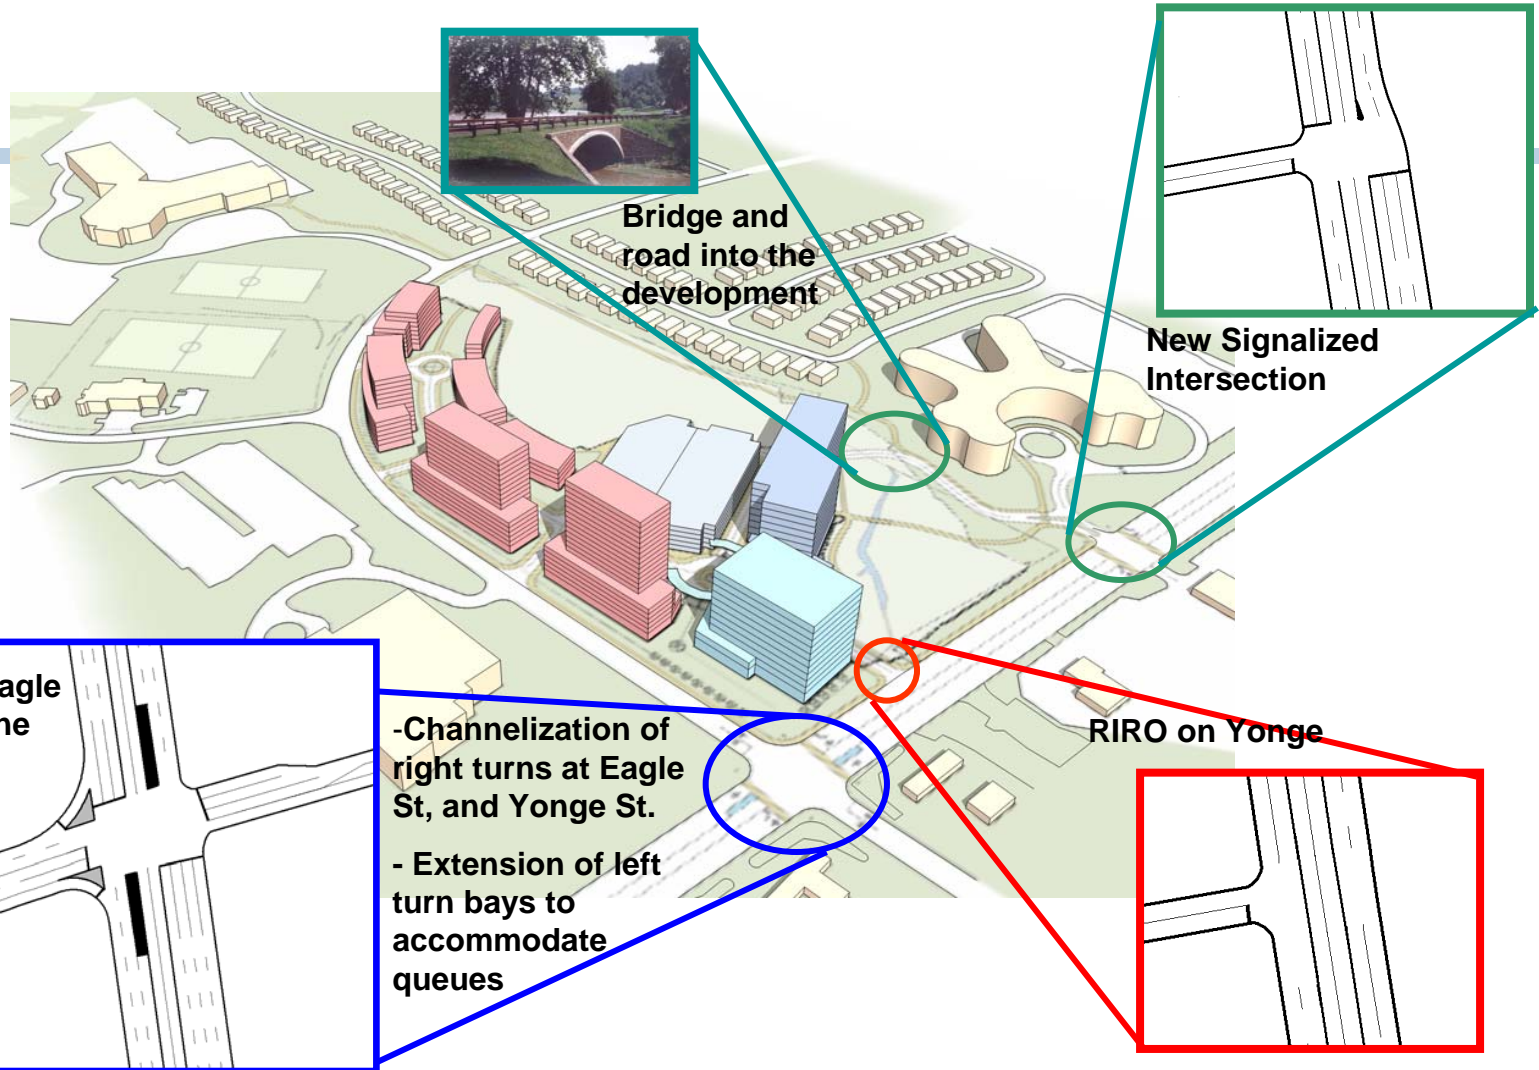 Bridge and
road into the
development
New Signalized
Intersection
agle
ne
-Channelization of
right turns at Eagle
St, and Yonge St.
- Extension of left
turn bays to
accommodate
queues
RIRO on Yonge